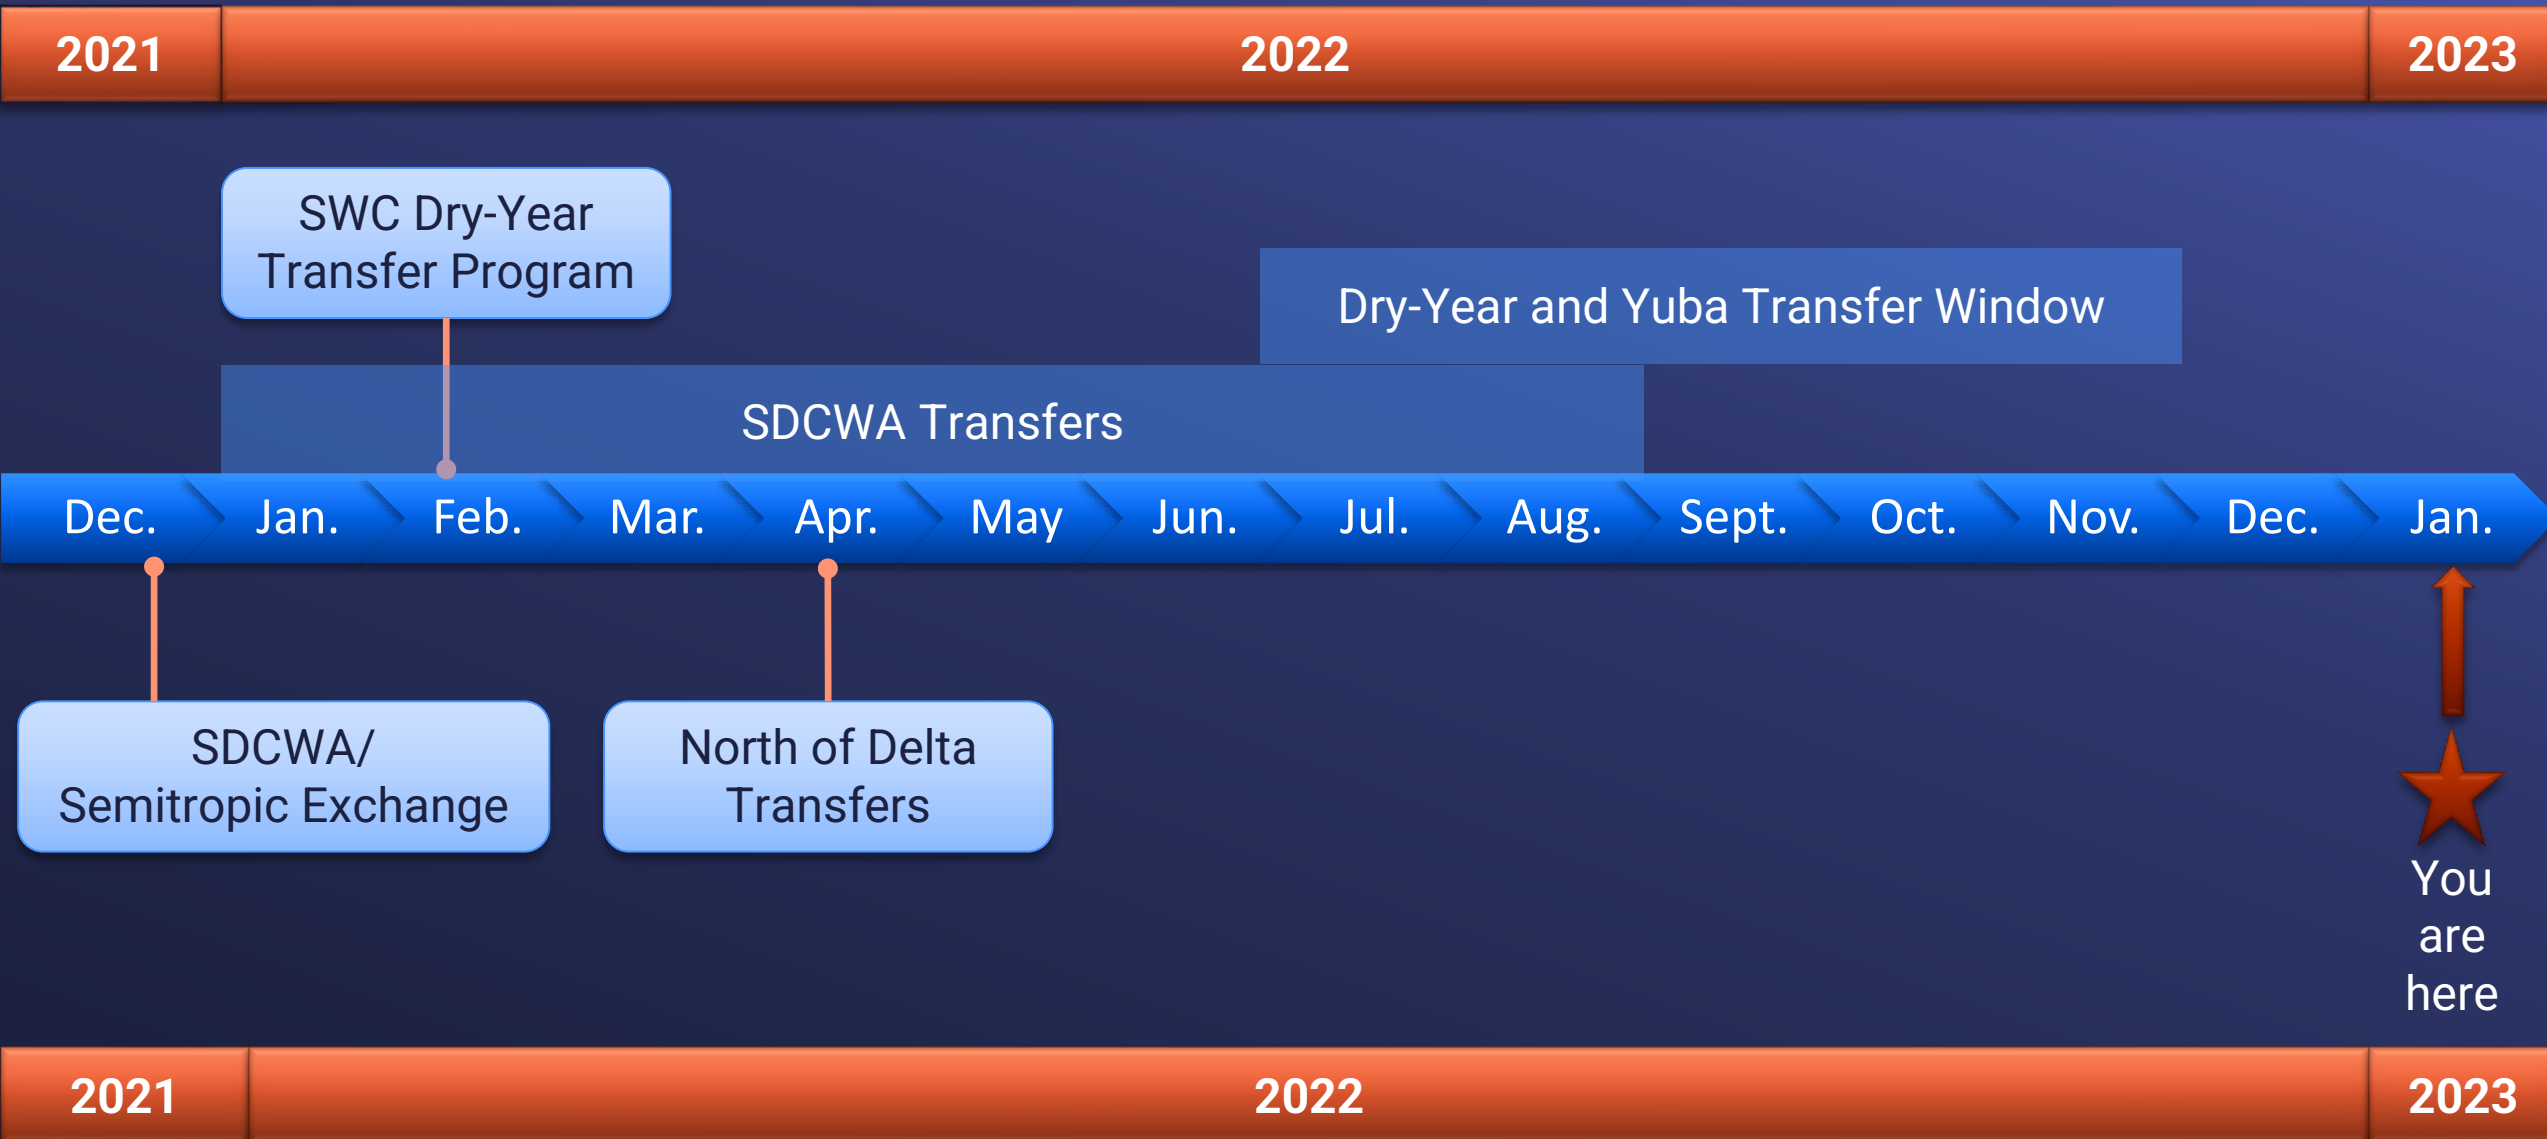 2021
2022
2023
SWC Dry-Year
Transfer Program
Dry-Year and Yuba Transfer Window
SDCWA Transfers
Dec.
Jan.
Feb.
Mar.
Apr.
May
Jun.
Jul.
Aug.
Sept.
Oct.
Nov.
Dec.
Jan.
SDCWA/
Semitropic Exchange
North of Delta
Transfers
You
are
here
2021
2022
2023